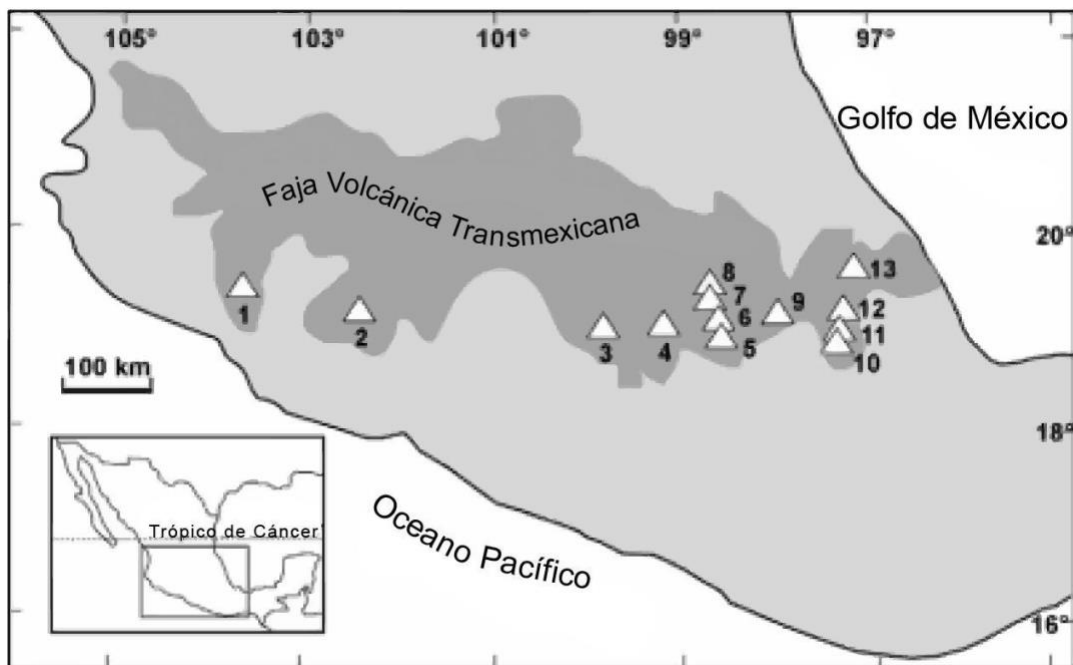 105° 103° 101° 99° 97°
Golfo de México
Faja Volcánica Transmexicana
20°
8
13
7
1
2
6
9
12
3
4
5
11
10
100 km
18°
Trópico de Cáncer
Oceano Pacífico
16°